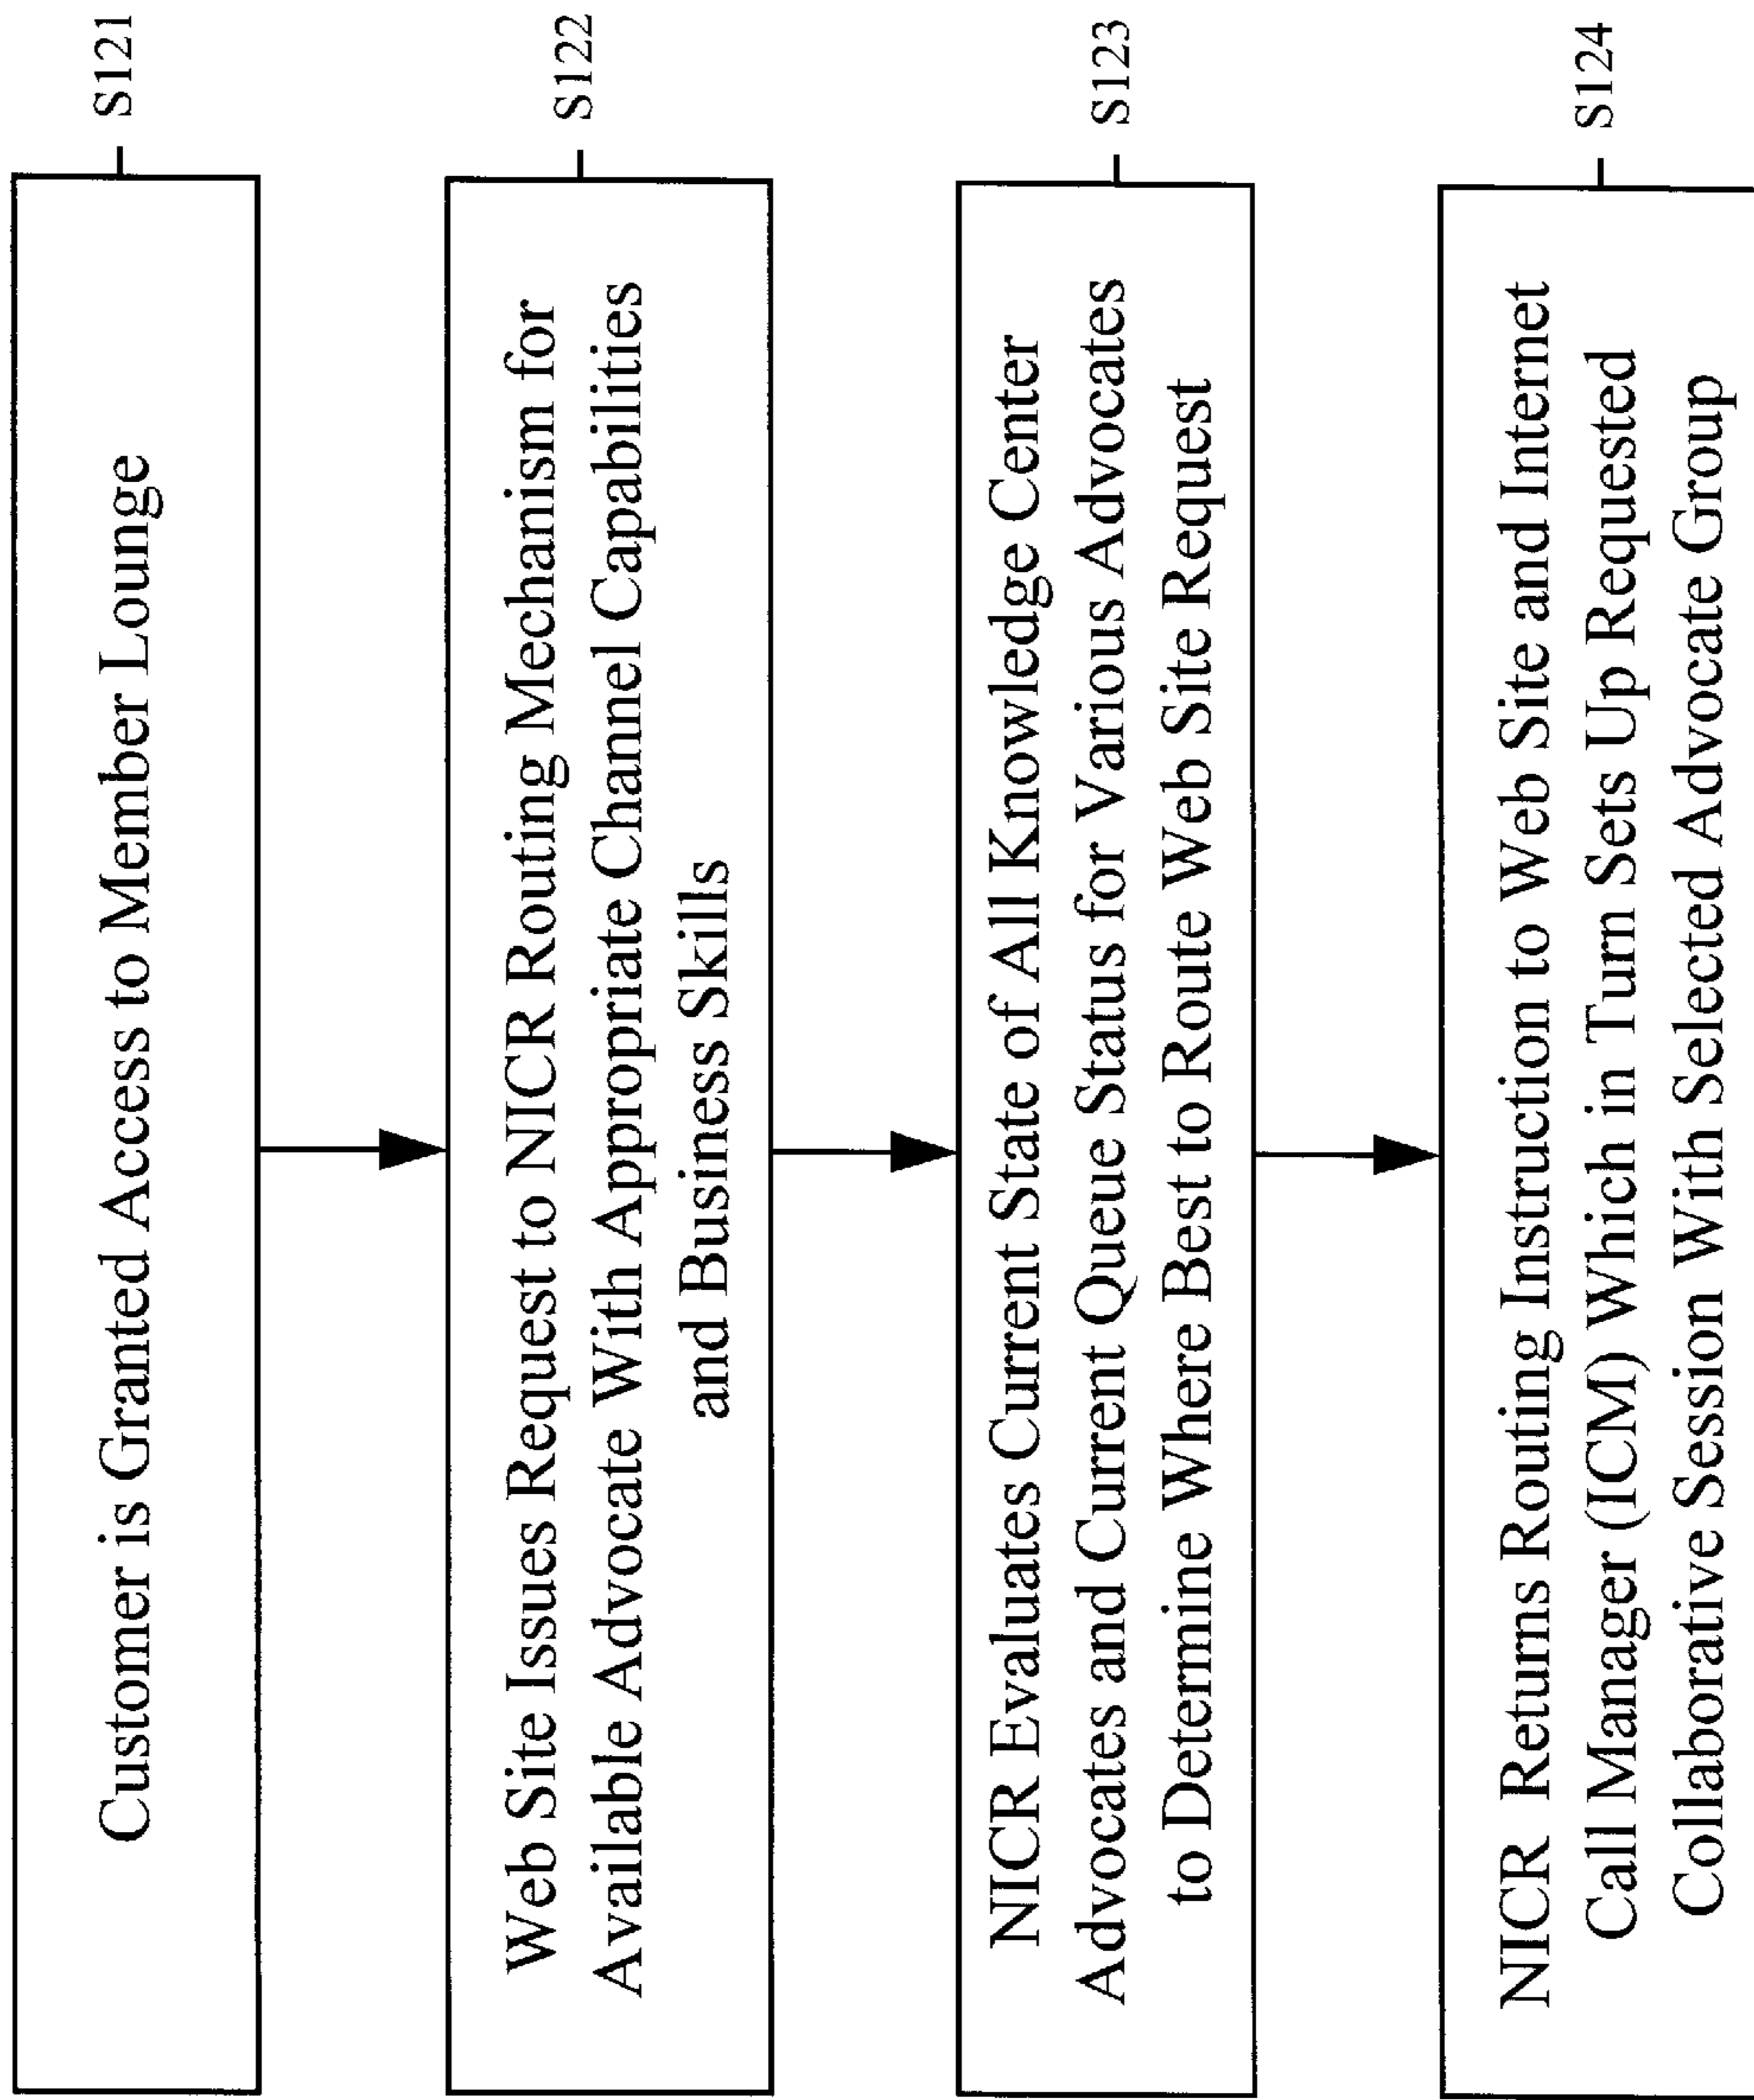 Customer is Granted Access to Member Lounge
S121
Web Site Issues Request to NICR Routing Mechanism for
Available Advocate With Appropriate Channel Capabilities
and Business Skills
S122
NICR Evaluates Current State of All Knowledge Center
Advocates and Current Queue Status for Various Advocates
to Determine Where Best to Route Web Site Request
S123
NICR Returns Routing Instruction to Web Site and Internet
Call Manager (ICM) Which in Turn Sets Up Requested
Collaborative Session With Selected Advocate Group
S124